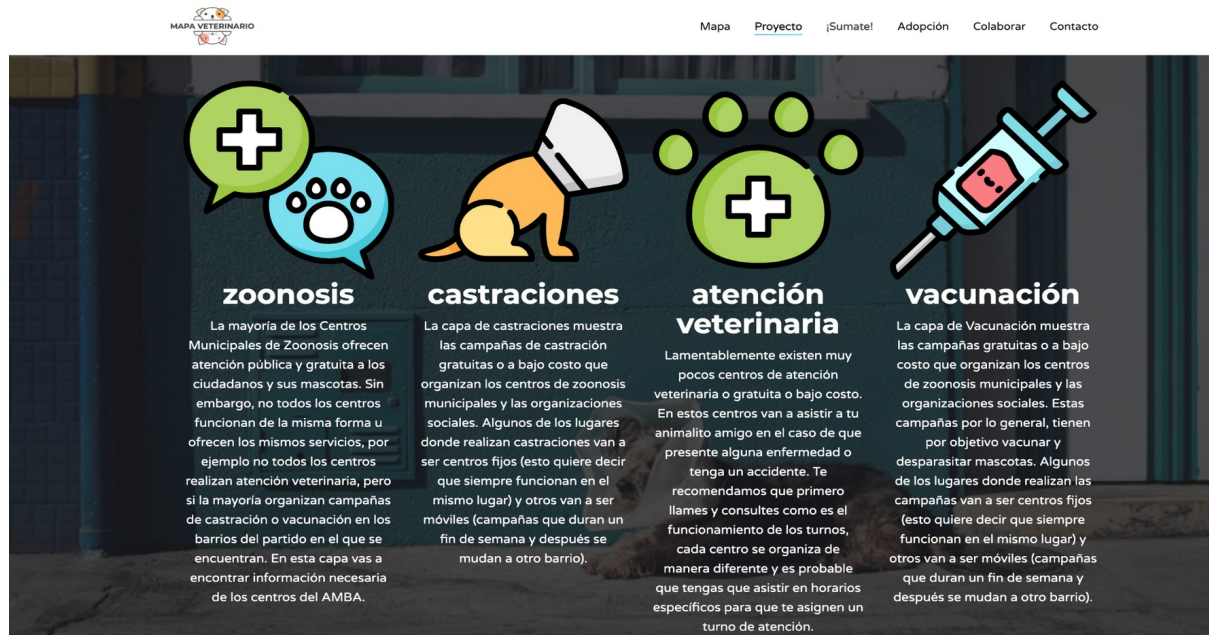 MAPA VETERINARIO
Mapa
Proyecto
¡Sumate!
Adopción
Colaborar
Contacto
zoonosis
La mayoría de los Centros
Municipales de Zoonosis ofrecen
atención pública y gratuita a los
ciudadanos y sus mascotas. Sin
embargo, no todos los centros
funcionan de la misma forma u
ofrecen los mismos servicios, por
ejemplo no todos los centros
realizan atención veterinaria, pero
si la mayoría organizan campañas
de castración o vacunación en los
barrios del partido en el que se
encuentran. En esta capa vas a
encontrar información necesaria
de los centros del AMBA.
castraciones
La capa de castraciones muestra
las campañas de castración
gratuitas o a bajo costo que
organizan los centros de zoonosis
municipales y las organizaciones
sociales. Algunos de los lugares
donde realizan castraciones van a
ser centros fijos (esto quiere decir
que siempre funcionan en el
mismo lugar) y otros van a ser
móviles (campañas que duran un
fin de semana y después se
mudan a otro barrio).
atención
veterinaria
Lamentablemente existen muy
pocos centros de atención
veterinaria o gratuita o bajo costo.
En estos centros van a asistir a tu
animalito amigo en el caso de que
presente alguna enfermedad o
tenga un accidente. Te
recomendamos que primero
llames y consultes como es el
funcionamiento de los turnos,
cada centro se organiza de
manera diferente y es probable
que tengas que asistir en horarios
específicos para que te asignen un
turno de atención.
vacunación
La capa de Vacunación muestra
las campañas gratuitas o a bajo
costo que organizan los centros
de zoonosis municipales y las
organizaciones sociales. Estas
campañas por lo general, tienen
por objetivo vacunar y
desparasitar mascotas. Algunos
de los lugares donde realizan las
campañas van a ser centros fijos
(esto quiere decir que siempre
funcionan en el mismo lugar) y
otros van a ser móviles (campañas
que duran un fin de semana y
después se mudan a otro barrio).